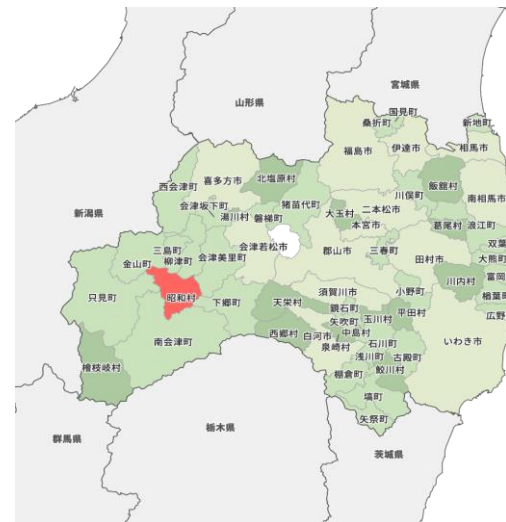 宮城県
山形県
国見町
桑折町
新地町
伊達市
相馬市
福島市
喜多方市
北塩原村
飯舘村
西会津町
川俣町
南相馬市
会津坂下町
猪苗代町
二本松市
湯川村
磐梯町
大玉村
葛尾村
浪江町
新潟県
本宮市
双葉
三島町
会津若松市
大熊町
柳津町
郡山市
三春町
田村市
金山町
会津美里町
富岡
川内村
昭和村
須賀川市
小野町
楢葉町
只見町
下郷町
天栄村
鏡石町
広野
玉川村
平田村
矢吹町
西郷村
中島村
南会津町
白河市
石川町
いわき市
泉崎村
浅川町
古殿町
檜枝岐村
棚倉町
鮫川村
塙町
栃木県
矢祭町
群馬県
茨城県